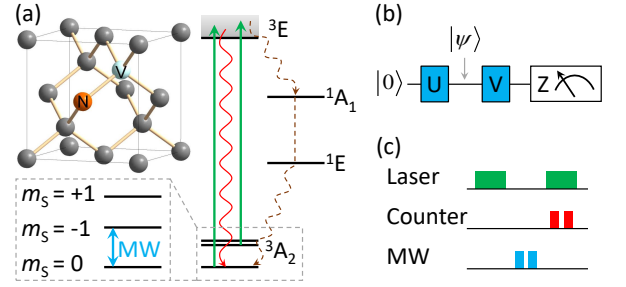 (a)
N
V
³E
¹A₁
¹E
³A₂
mₛ = +1
mₛ = -1
MW
mₛ = 0
(b)
|ψ⟩
|0⟩ U V Z
(c)
Laser
Counter
MW